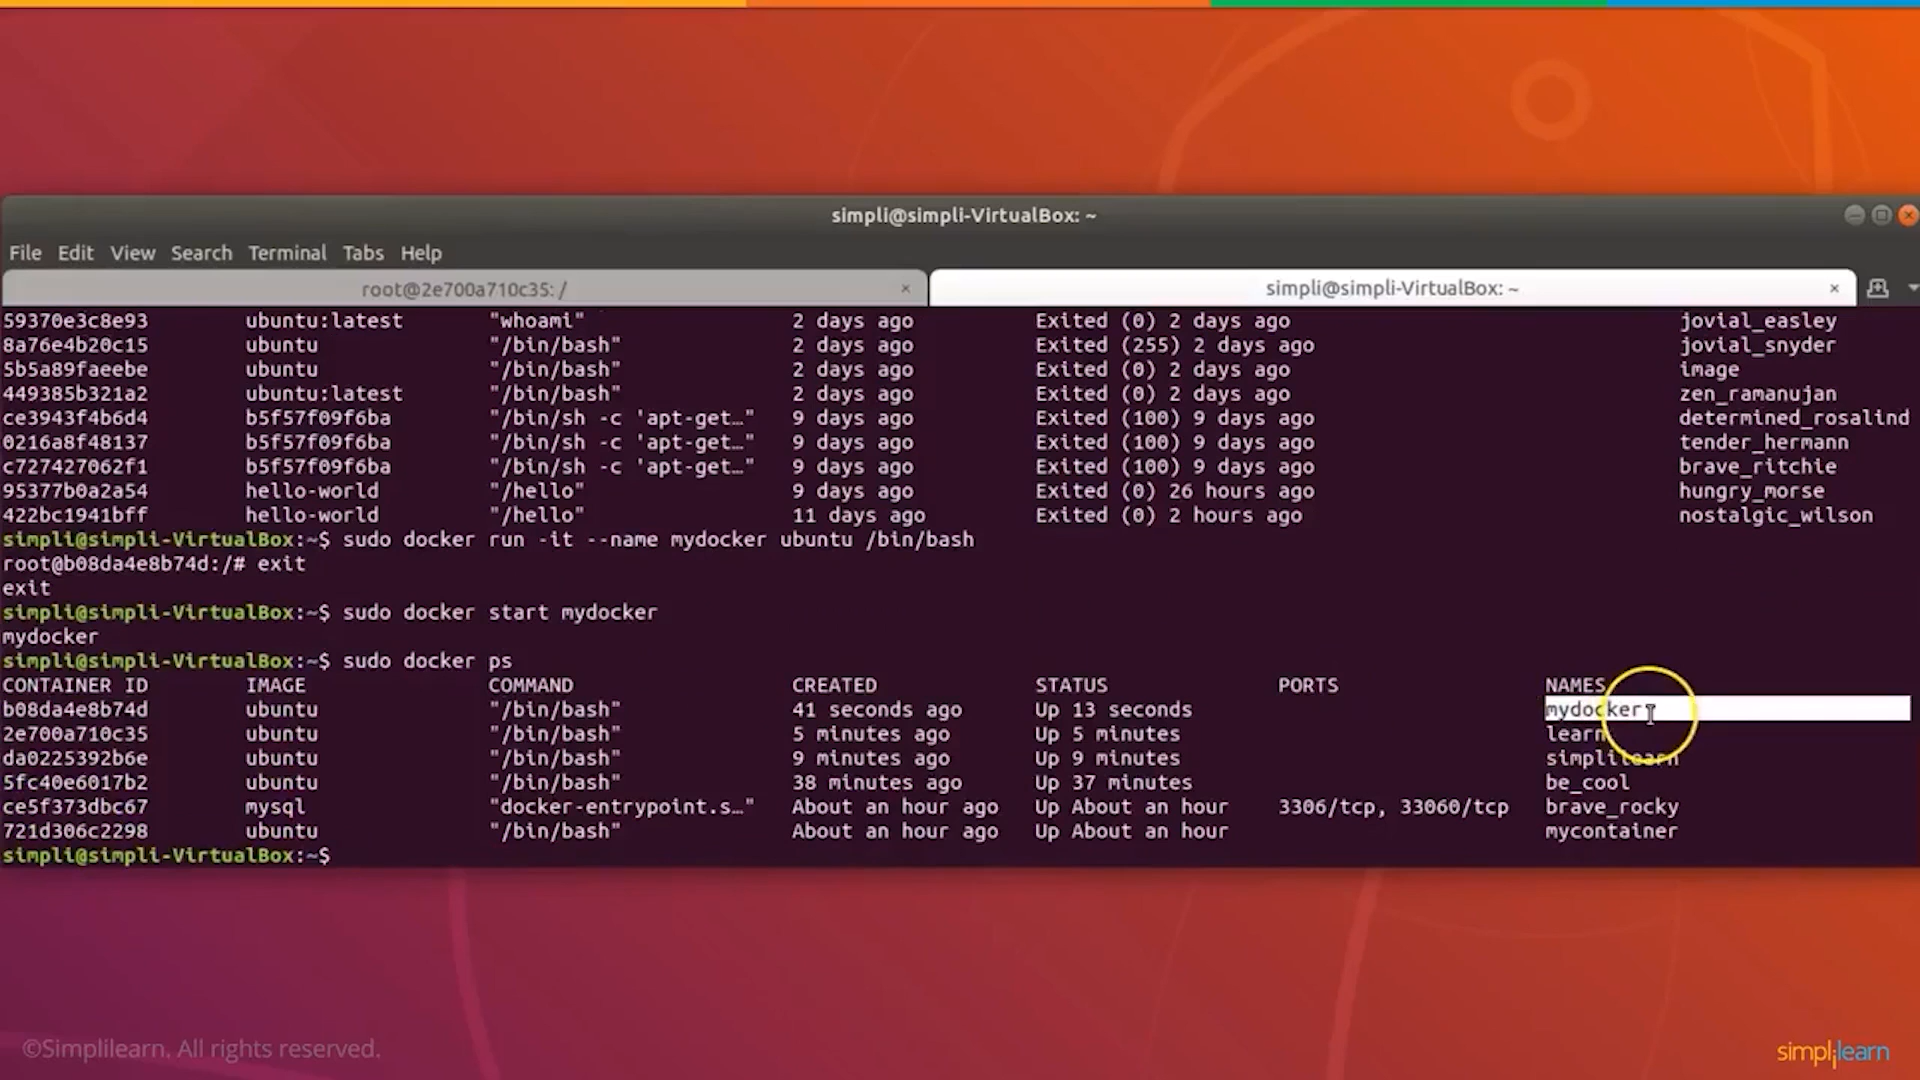 simpli@simpli-VirtualBox: ~
File Edit View Search Terminal Tabs Help
root@2e700a710c35: / × simpli@simpli-VirtualBox: ~ ×
59370e3c8e93 ubuntu:latest "whoami" 2 days ago Exited (0) 2 days ago jovial_easley
8a76e4b20c15 ubuntu "/bin/bash" 2 days ago Exited (255) 2 days ago jovial_snyder
5b5a89faeebe ubuntu "/bin/bash" 2 days ago Exited (0) 2 days ago image
449385b321a2 ubuntu:latest "/bin/bash" 2 days ago Exited (0) 2 days ago zen_ramanujan
ce3943f4b6d4 b5f57f09f6ba "/bin/sh -c 'apt-get…" 9 days ago Exited (100) 9 days ago determined_rosalind
0216a8f48137 b5f57f09f6ba "/bin/sh -c 'apt-get…" 9 days ago Exited (100) 9 days ago tender_hermann
c727427062f1 b5f57f09f6ba "/bin/sh -c 'apt-get…" 9 days ago Exited (100) 9 days ago brave_ritchie
95377b0a2a54 hello-world "/hello" 9 days ago Exited (0) 26 hours ago hungry_morse
422bc1941bff hello-world "/hello" 11 days ago Exited (0) 2 hours ago nostalgic_wilson
simpli@simpli-VirtualBox:~$ sudo docker run -it --name mydocker ubuntu /bin/bash
root@b08da4e8b74d:/# exit
exit
simpli@simpli-VirtualBox:~$ sudo docker start mydocker
mydocker
simpli@simpli-VirtualBox:~$ sudo docker ps
CONTAINER ID IMAGE COMMAND CREATED STATUS PORTS NAMES
b08da4e8b74d ubuntu "/bin/bash" 41 seconds ago Up 13 seconds mydocker
2e700a710c35 ubuntu "/bin/bash" 5 minutes ago Up 5 minutes learn
da0225392b6e ubuntu "/bin/bash" 9 minutes ago Up 9 minutes simplilearn
5fc40e6017b2 ubuntu "/bin/bash" 38 minutes ago Up 37 minutes be_cool
ce5f373dbc67 mysql "docker-entrypoint.s…" About an hour ago Up About an hour 3306/tcp, 33060/tcp brave_rocky
721d306c2298 ubuntu "/bin/bash" About an hour ago Up About an hour mycontainer
simpli@simpli-VirtualBox:~$
©Simplilearn. All rights reserved.
simplilearn